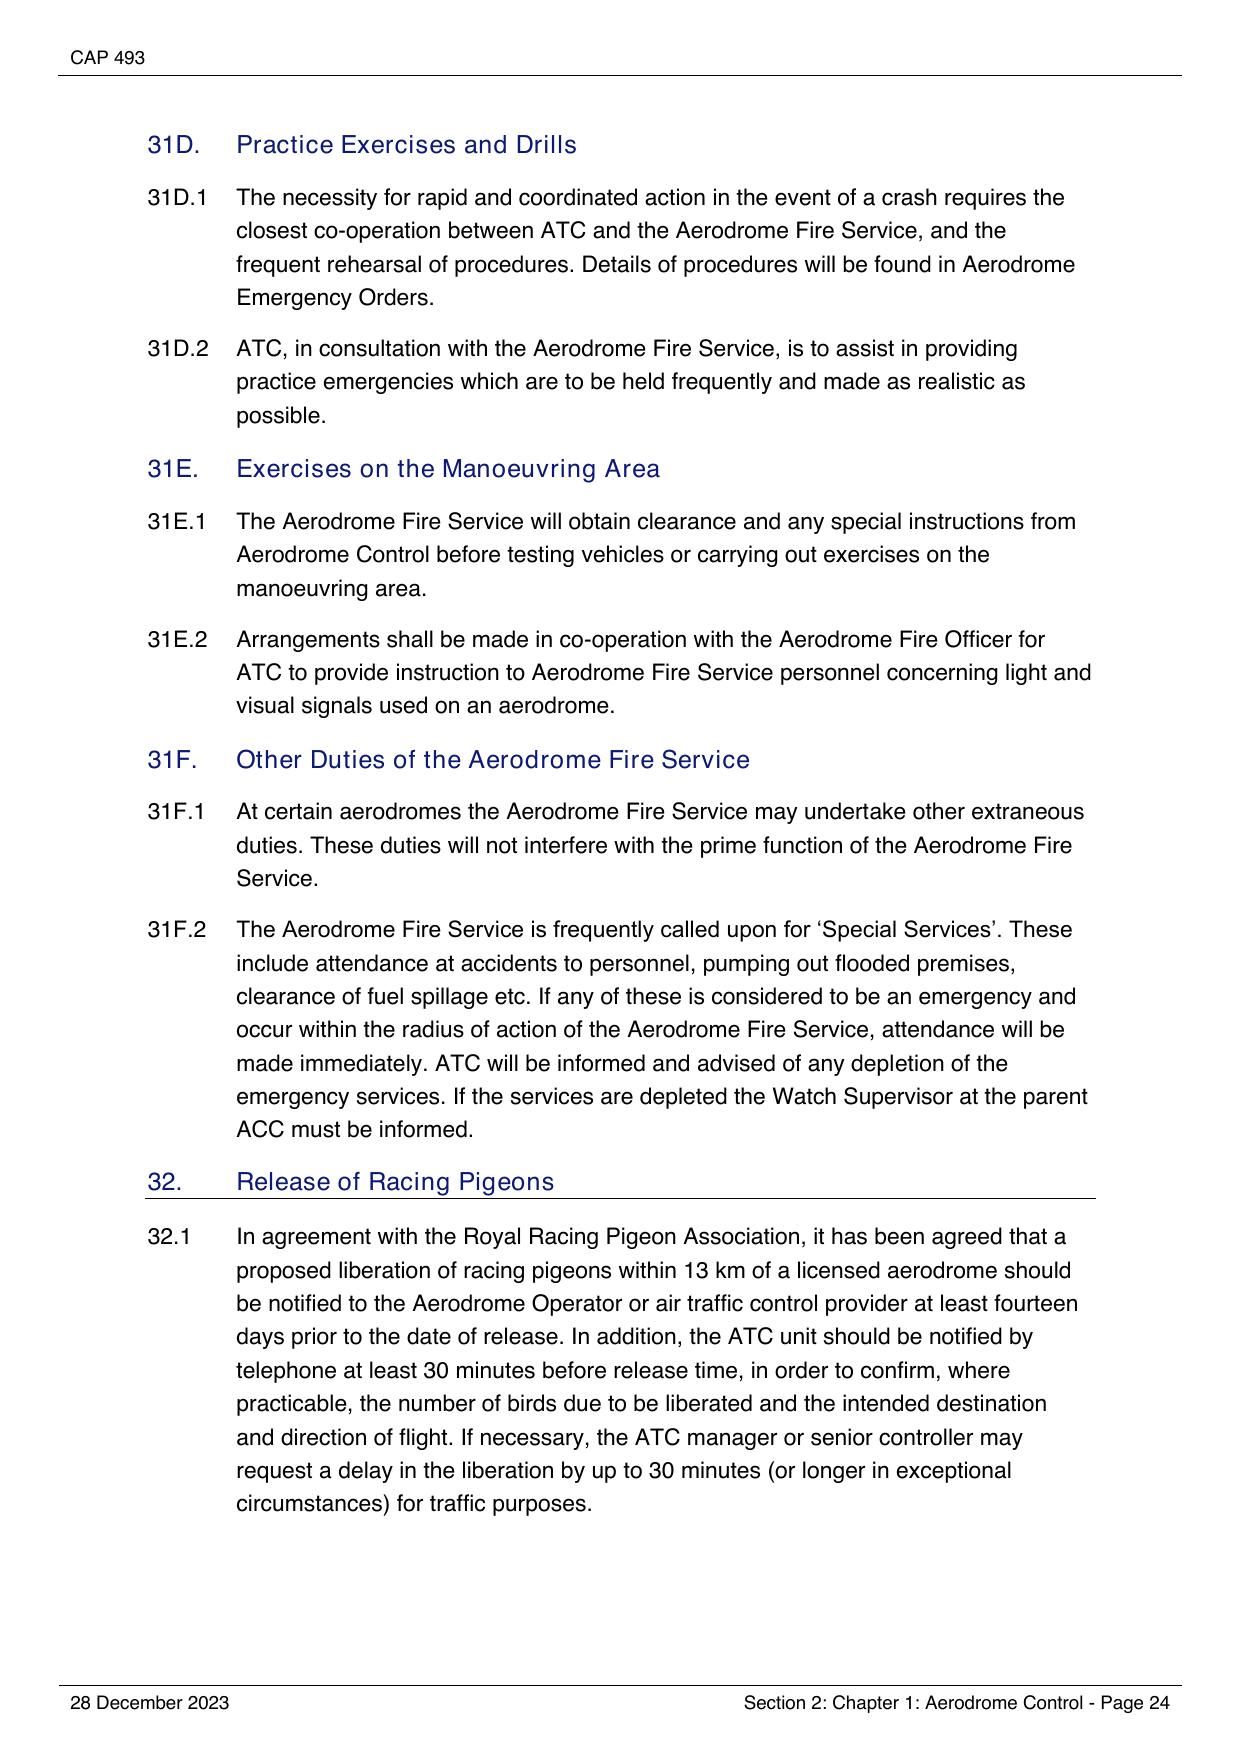 CAP 493
31D. Practice Exercises and Drills
31D.1 The necessity for rapid and coordinated action in the event of a crash requires the
closest co-operation between ATC and the Aerodrome Fire Service, and the
frequent rehearsal of procedures. Details of procedures will be found in Aerodrome
Emergency Orders.
31D.2 ATC, in consultation with the Aerodrome Fire Service, is to assist in providing
practice emergencies which are to be held frequently and made as realistic as
possible.
31E. Exercises on the Manoeuvring Area
31E.1 The Aerodrome Fire Service will obtain clearance and any special instructions from
Aerodrome Control before testing vehicles or carrying out exercises on the
manoeuvring area.
31E.2 Arrangements shall be made in co-operation with the Aerodrome Fire Officer for
ATC to provide instruction to Aerodrome Fire Service personnel concerning light and
visual signals used on an aerodrome.
31F. Other Duties of the Aerodrome Fire Service
31F.1 At certain aerodromes the Aerodrome Fire Service may undertake other extraneous
duties. These duties will not interfere with the prime function of the Aerodrome Fire
Service.
31F.2 The Aerodrome Fire Service is frequently called upon for ‘Special Services’. These
include attendance at accidents to personnel, pumping out flooded premises,
clearance of fuel spillage etc. If any of these is considered to be an emergency and
occur within the radius of action of the Aerodrome Fire Service, attendance will be
made immediately. ATC will be informed and advised of any depletion of the
emergency services. If the services are depleted the Watch Supervisor at the parent
ACC must be informed.
32. Release of Racing Pigeons
32.1 In agreement with the Royal Racing Pigeon Association, it has been agreed that a
proposed liberation of racing pigeons within 13 km of a licensed aerodrome should
be notified to the Aerodrome Operator or air traffic control provider at least fourteen
days prior to the date of release. In addition, the ATC unit should be notified by
telephone at least 30 minutes before release time, in order to confirm, where
practicable, the number of birds due to be liberated and the intended destination
and direction of flight. If necessary, the ATC manager or senior controller may
request a delay in the liberation by up to 30 minutes (or longer in exceptional
circumstances) for traffic purposes.
28 December 2023 Section 2: Chapter 1: Aerodrome Control - Page 24